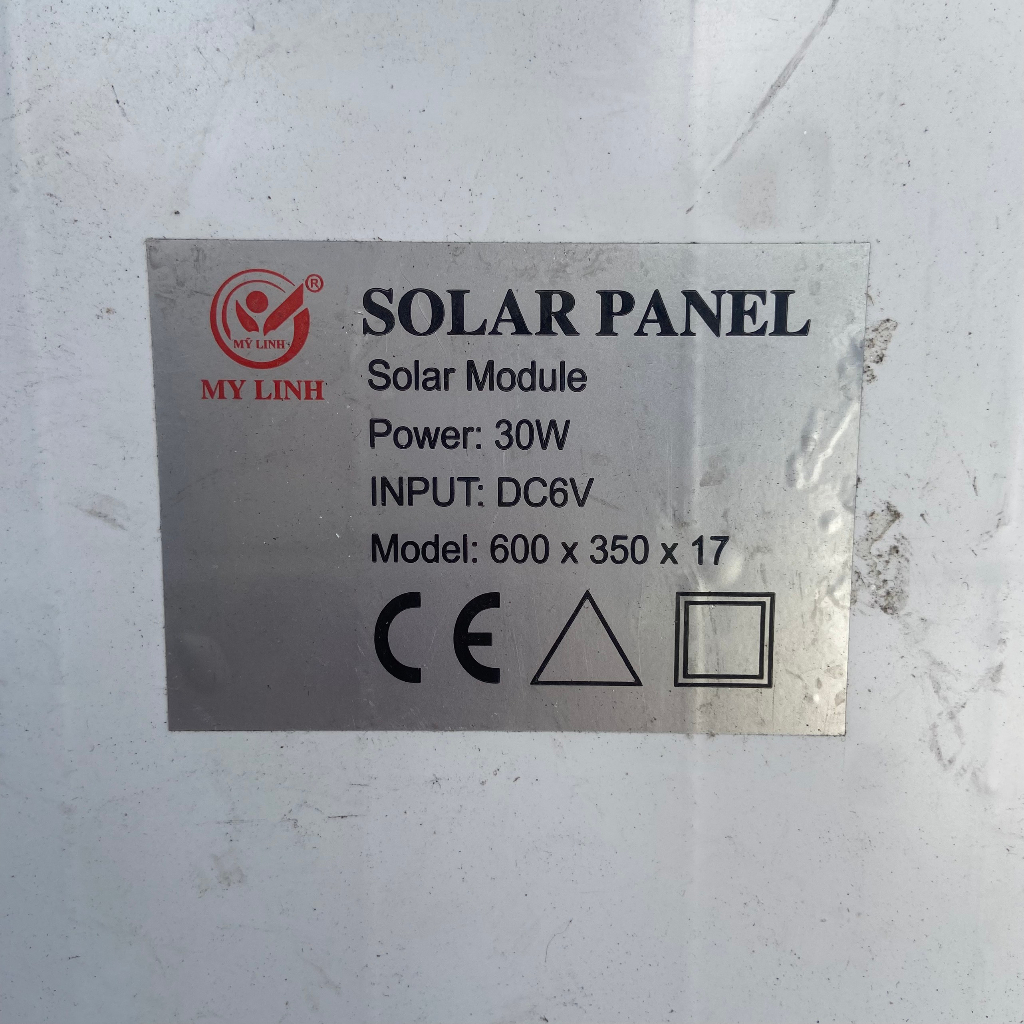 ®
MỸ LINH
MY LINH
SOLAR PANEL
Solar Module
Power: 30W
INPUT: DC6V
Model: 600 x 350 x 17
CE